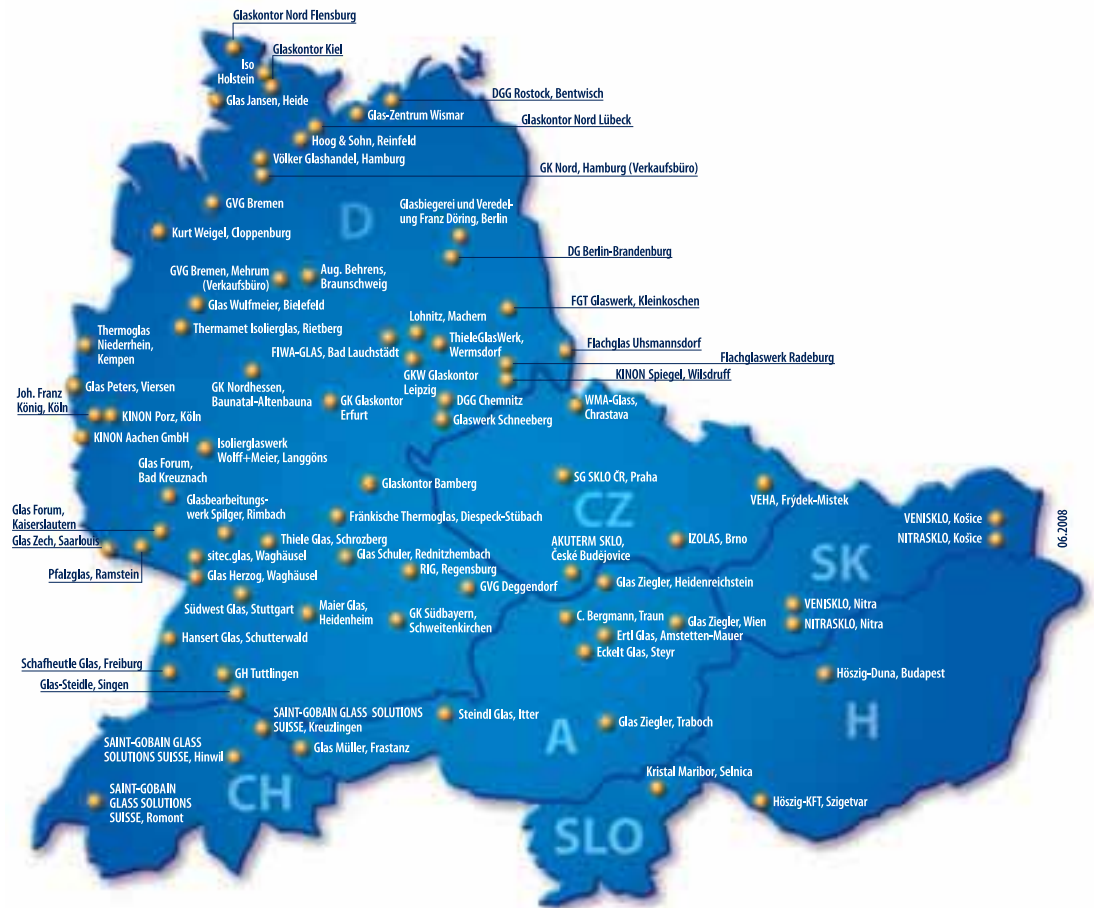 Glaskontor Nord Flensburg
Glaskontor Kiel
Iso
Holstein
Glas Jansen, Heide
DGG Rostock, Bentwisch
Glas-Zentrum Wismar
Glaskontor Nord Lübeck
Hoog & Sohn, Reinfeld
Völker Glashandel, Hamburg
GK Nord, Hamburg (Verkaufsbüro)
GVG Bremen
Glasbiegerei und Veredel-
ung Franz Döring, Berlin
D
Kurt Weigel, Cloppenburg
DG Berlin-Brandenburg
GVG Bremen, Mehrum
(Verkaufsbüro)
Aug. Behrens,
Braunschweig
Glas Wulfmeier, Bielefeld
FGT Glaswerk, Kleinkoschen
Thermamet Isolierglas, Rietberg
Lohnitz, Machern
Thermoglas
Niederrhein,
Kempen
FIWA-GLAS, Bad Lauchstädt
ThieleGlasWerk,
Wermsdorf
Flachglas Uhsmannsdorf
Flachglaswerk Radeburg
GKW Glaskontor
Leipzig
KINON Spiegel, Wilsdruff
Glas Peters, Viersen
GK Nordhessen,
Baunatal-Altenbauna
Joh. Franz
König, Köln
GK Glaskontor
Erfurt
DGG Chemnitz
WMA-Glass,
Chrastava
KINON Porz, Köln
Glaswerk Schneeberg
KINON Aachen GmbH
Isolierglaswerk
Wolff+Meier, Langgöns
Glas Forum,
Bad Kreuznach
Glaskontor Bamberg
SG SKLO ČR, Praha
VEHA, Frýdek-Mistek
Glasbearbeitungs-
werk Spilger, Rimbach
CZ
Glas Forum,
Kaiserslautern
Fränkische Thermoglas, Diespeck-Stübach
VENISKLO, Košice
NITRASKLO, Košice
06.2008
Glas Zech, Saarlouis
Thiele Glas, Schrozberg
AKUTERM SKLO,
České Budějovice
IZOLAS, Brno
Pfalzglas, Ramstein
sitec.glas, Waghäusel
Glas Schuler, Rednitzhembach
RIG, Regensburg
SK
Glas Herzog, Waghäusel
GVG Deggendorf
Glas Ziegler, Heidenreichstein
Südwest Glas, Stuttgart
Maier Glas,
Heidenheim
GK Südbayern,
Schweitenkirchen
C. Bergmann, Traun
Glas Ziegler, Wien
VENISKLO, Nitra
NITRASKLO, Nitra
Hansert Glas, Schutterwald
Ertl Glas, Amstetten-Mauer
Eckelt Glas, Steyr
Schafheutle Glas, Freiburg
GH Tuttlingen
Höszig-Duna, Budapest
Glas-Steidle, Singen
SAINT-GOBAIN GLASS SOLUTIONS
SUISSE, Kreuzlingen
Steindl Glas, Itter
A
Glas Ziegler, Traboch
H
SAINT-GOBAIN GLASS
SOLUTIONS SUISSE, Hinwil
Glas Müller, Frastanz
CH
Kristal Maribor, Selnica
SAINT-GOBAIN
GLASS SOLUTIONS
SUISSE, Romont
Höszig-KFT, Szigetvar
SLO